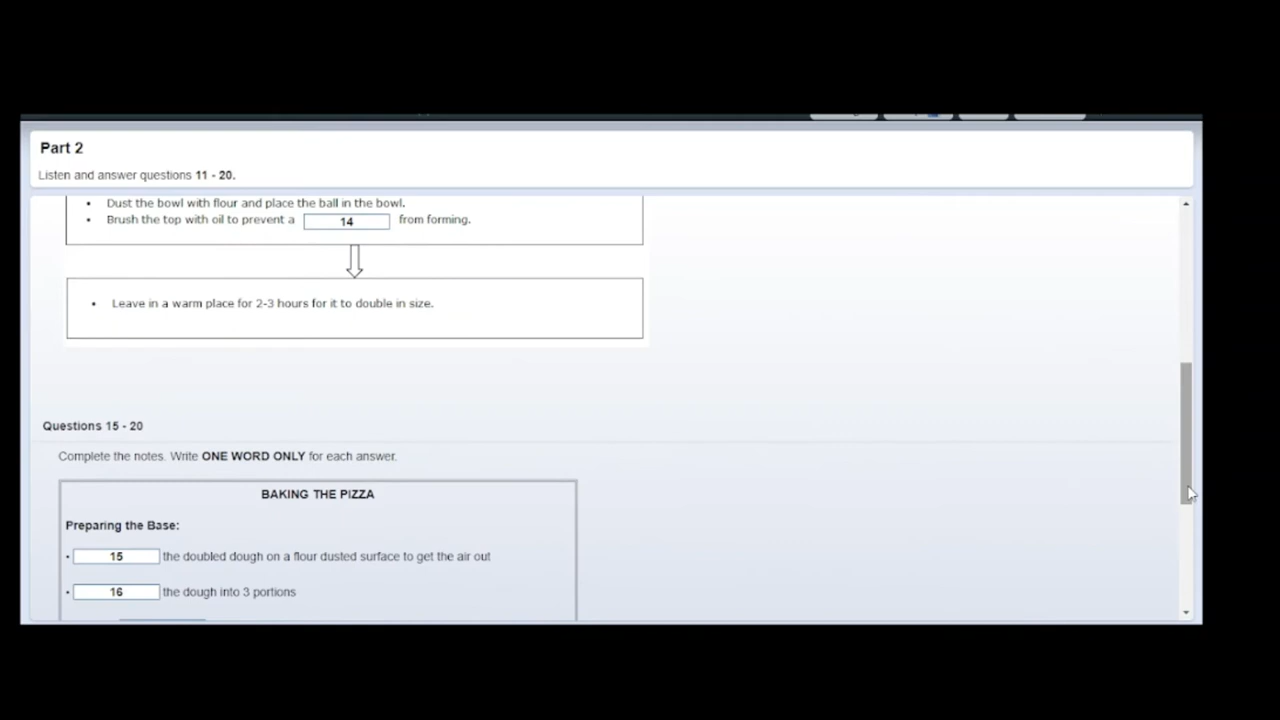 Part 2
Listen and answer questions 11 - 20.
• Dust the bowl with flour and place the ball in the bowl.
• Brush the top with oil to prevent a 14 from forming.
• Leave in a warm place for 2-3 hours for it to double in size.
Questions 15 - 20
Complete the notes. Write ONE WORD ONLY for each answer.
BAKING THE PIZZA
Preparing the Base:
• 15 the doubled dough on a flour dusted surface to get the air out
• 16 the dough into 3 portions